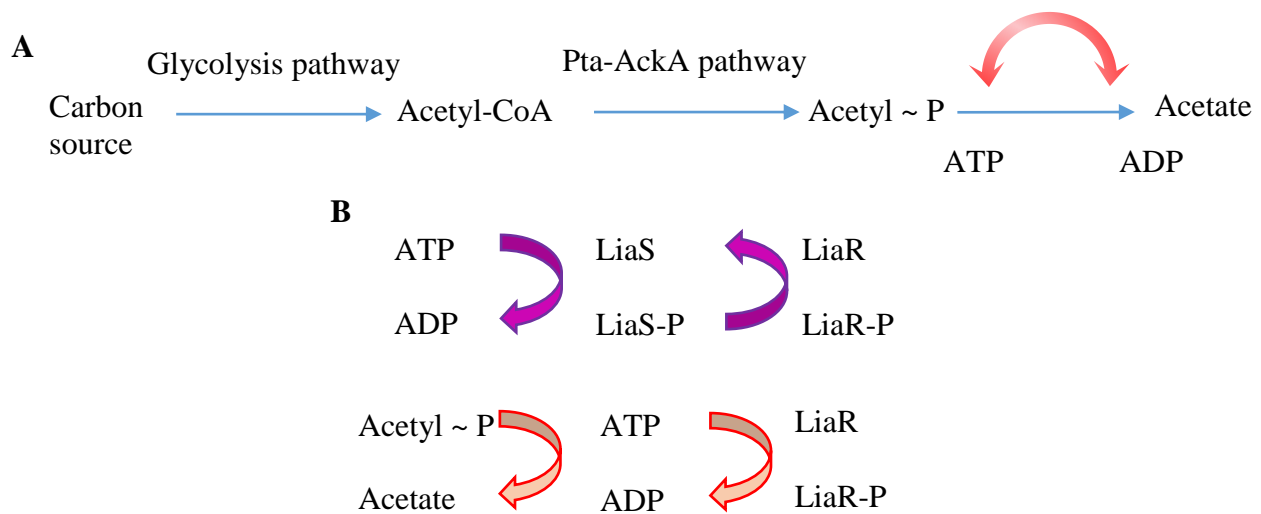 A
Glycolysis pathway
Pta-AckA pathway
Carbon
source
Acetyl-CoA
Acetyl ~ P
Acetate
ATP
ADP
B
ATP
LiaS
LiaR
ADP
LiaS-P
LiaR-P
Acetyl ~ P
ATP
LiaR
Acetate
ADP
LiaR-P